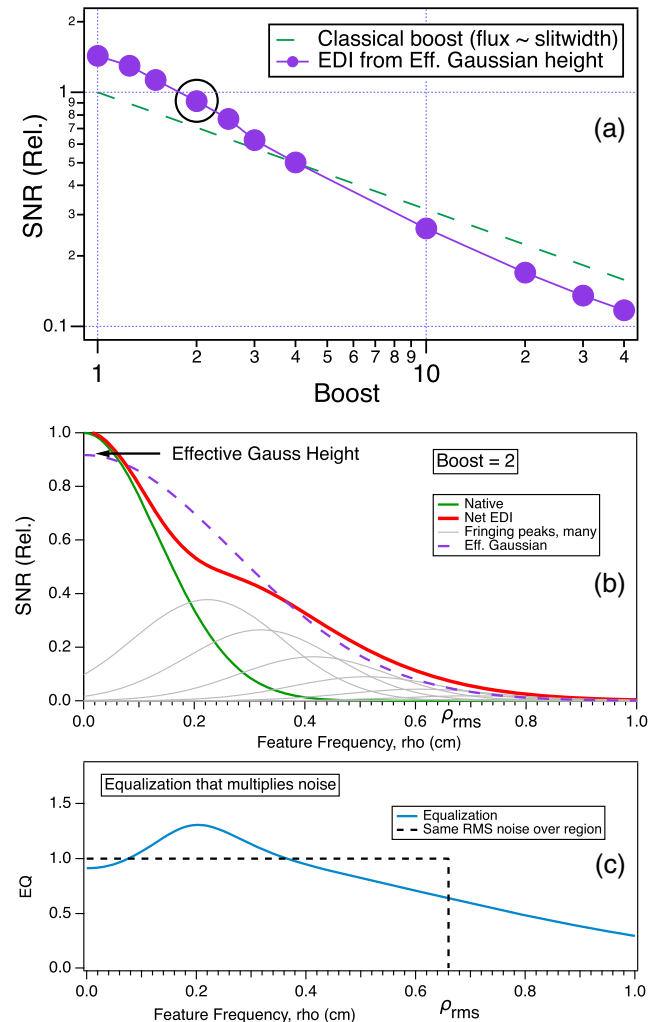 2
Classical boost (flux ~ slitwidth)
EDI from Eff. Gaussian height
1
9
8
7
6
5
4
3
2
0.1
(a)
SNR (Rel.)
1
2
3
4
5
6
7
8
9
10
2
3
4
Boost
1.0
0.8
0.6
0.4
0.2
0.0
SNR (Rel.)
Effective Gauss Height
Boost = 2
Native
Net EDI
Fringing peaks, many
Eff. Gaussian
(b)
0.0
0.2
0.4
0.6
0.8
1.0
ρrms
Feature Frequency, rho (cm)
Equalization that multiplies noise
1.5
1.0
0.5
0.0
EQ
Equalization
Same RMS noise over region
(c)
0.0
0.2
0.4
0.6
0.8
1.0
ρrms
Feature Frequency, rho (cm)